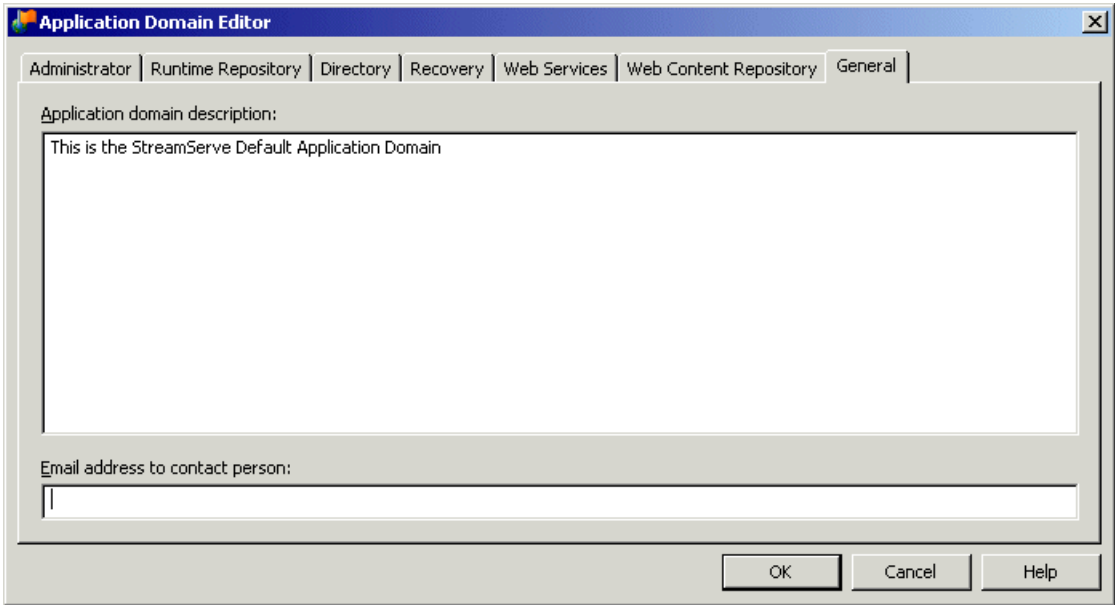 Application Domain Editor
Administrator Runtime Repository Directory Recovery Web Services Web Content Repository General
Application domain description:
This is the StreamServe Default Application Domain
Email address to contact person:
OK Cancel Help